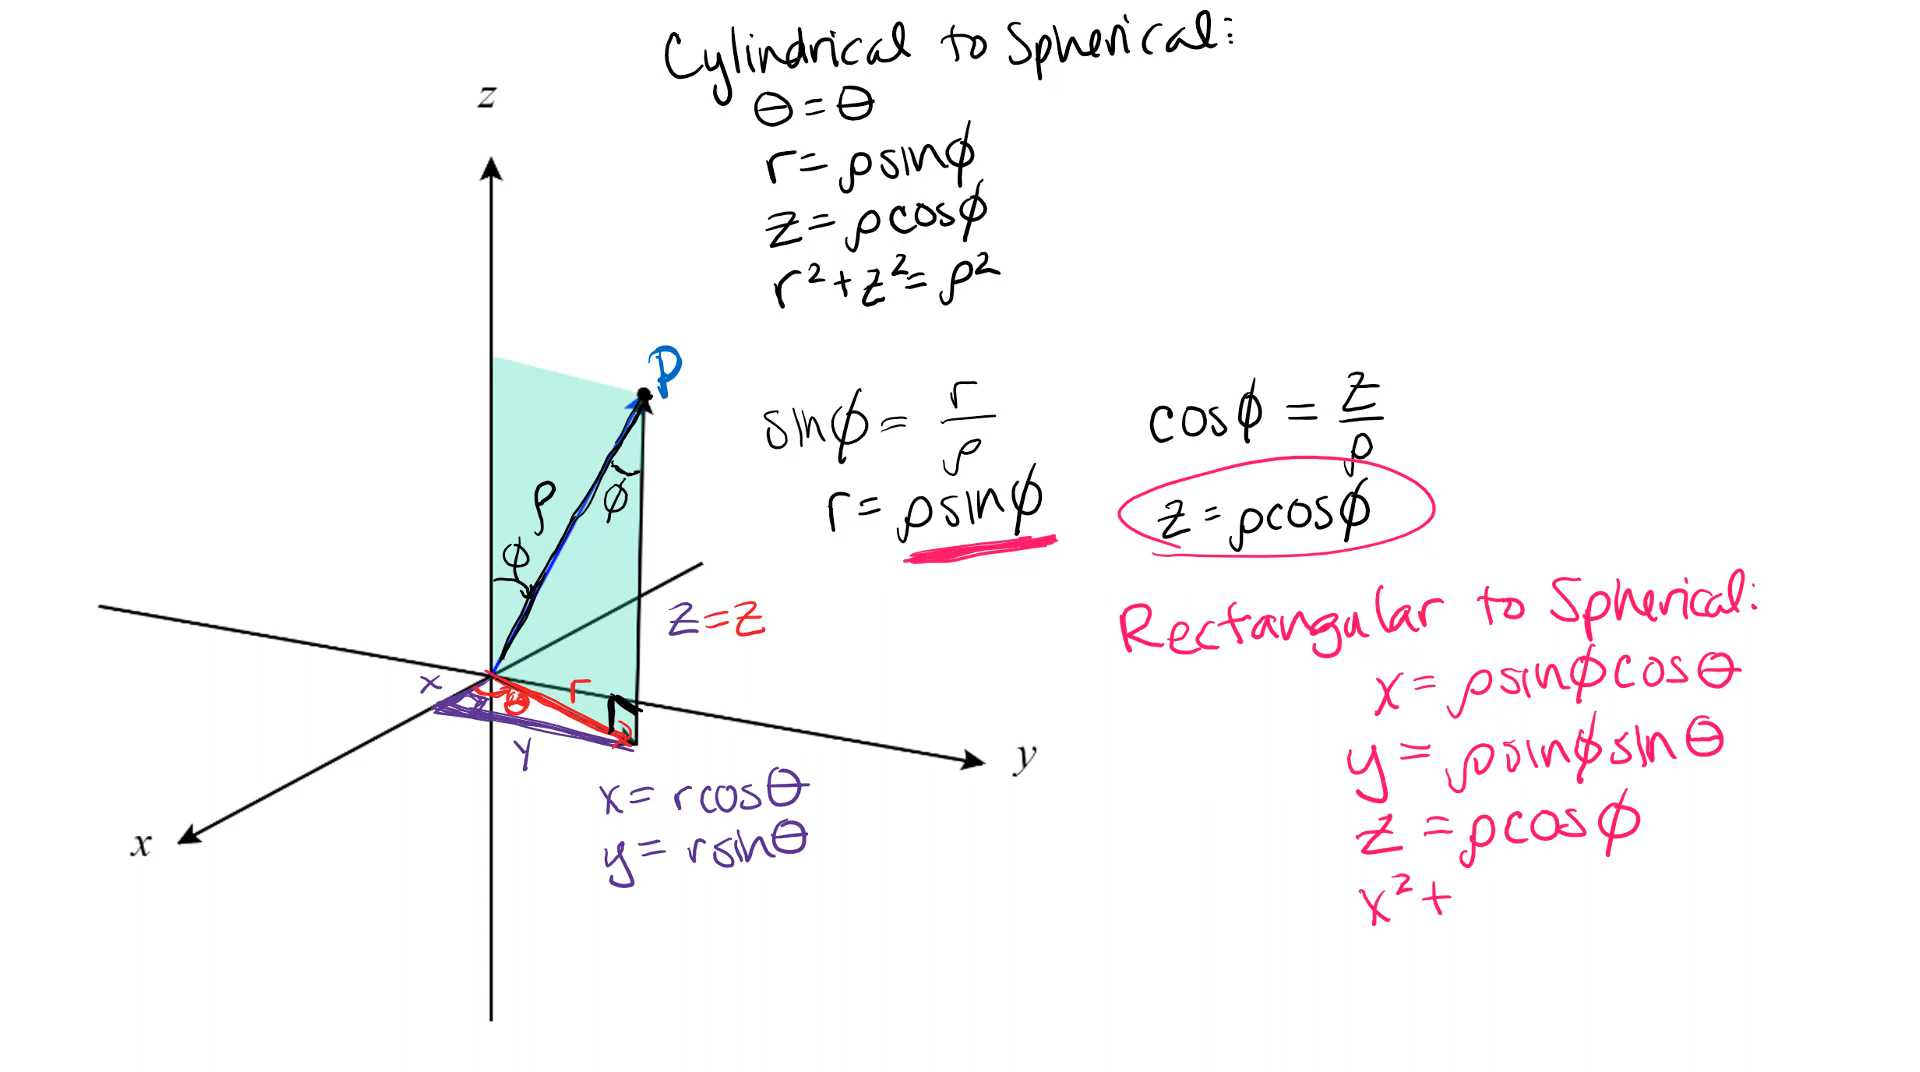 Cylindrical to Spherical:
θ = θ
r = ρsinϕ
z = ρcosϕ
r² + z² = ρ²
z
P
sinϕ = r/ρ
cosϕ = z/ρ
r = ρsinϕ
z = ρcosϕ
ρ
ϕ
ϕ
z = z
Rectangular to Spherical:
x = ρsinϕcosθ
y = ρsinϕsinθ
z = ρcosϕ
x² +
x
θ
r
y
y
x = rcosθ
y = rsinθ
x